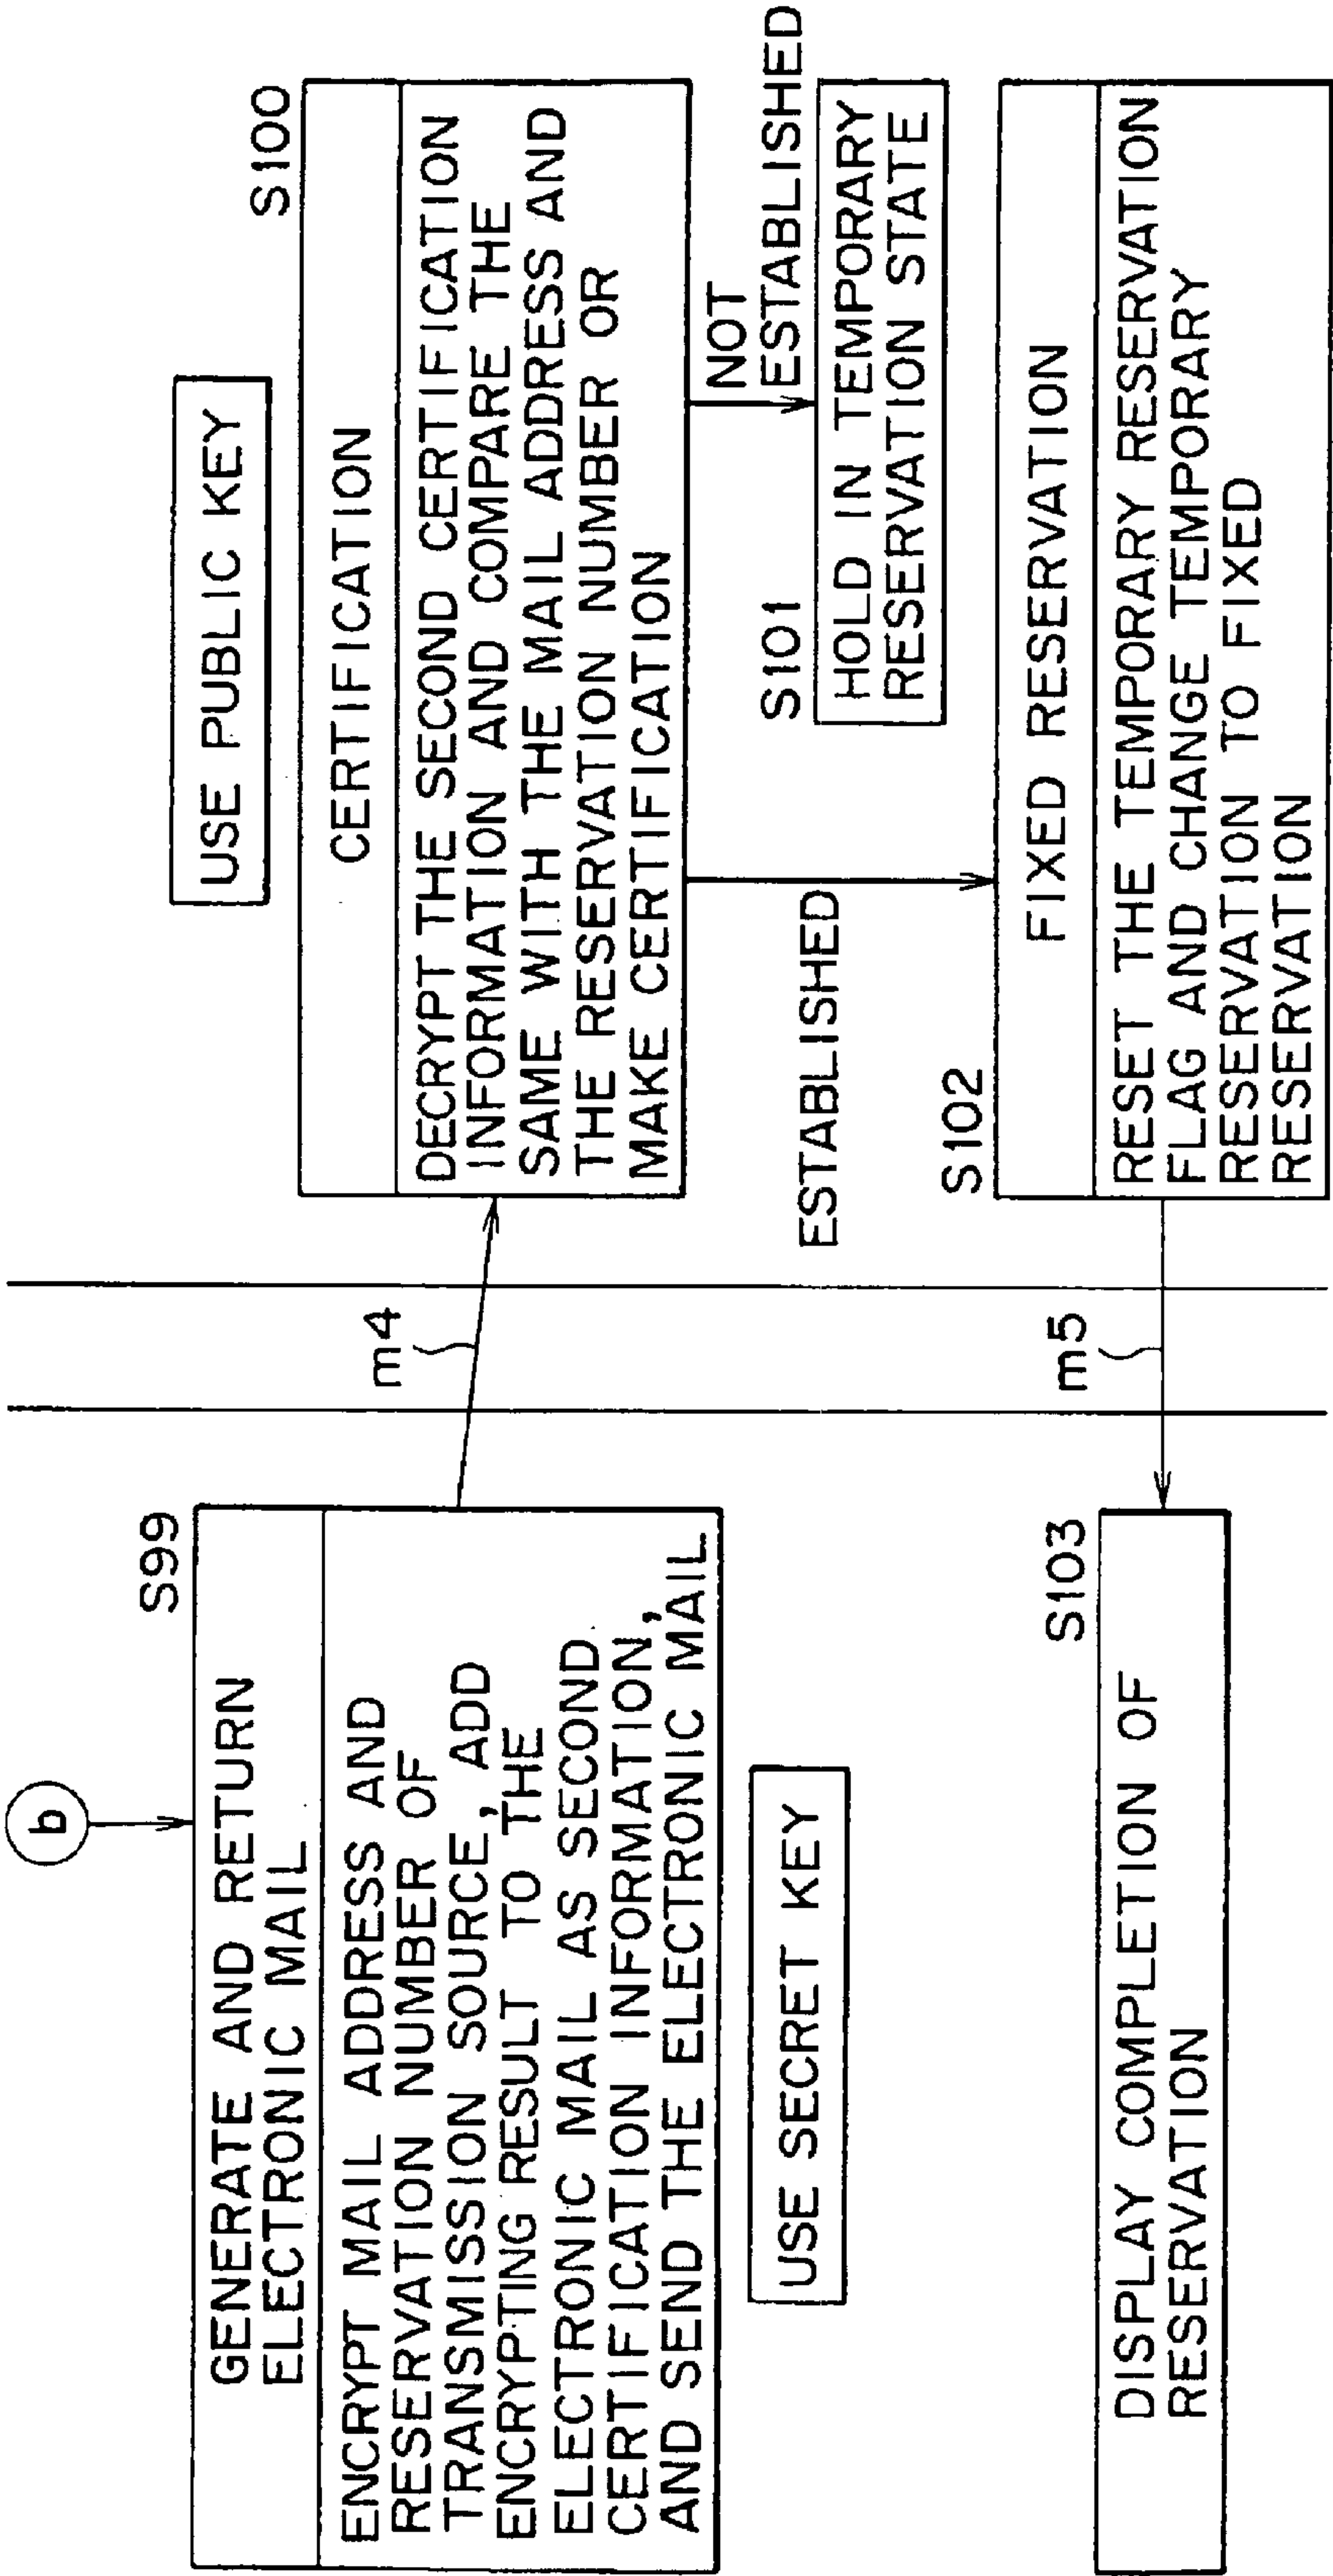 b
S99
GENERATE AND RETURN
ELECTRONIC MAIL
ENCRYPT MAIL ADDRESS AND
RESERVATION NUMBER OF
TRANSMISSION SOURCE, ADD
ENCRYPTING RESULT TO THE
ELECTRONIC MAIL AS SECOND
CERTIFICATION INFORMATION,
AND SEND THE ELECTRONIC MAIL
USE SECRET KEY
m4
USE PUBLIC KEY
S100
CERTIFICATION
DECRYPT THE SECOND CERTIFICATION
INFORMATION AND COMPARE THE
SAME WITH THE MAIL ADDRESS AND
THE RESERVATION NUMBER OR
MAKE CERTIFICATION
NOT
ESTABLISHED
S101
HOLD IN TEMPORARY
RESERVATION STATE
ESTABLISHED
S102
FIXED RESERVATION
RESET THE TEMPORARY RESERVATION
FLAG AND CHANGE TEMPORARY
RESERVATION TO FIXED
RESERVATION
m5
S103
DISPLAY COMPLETION OF
RESERVATION